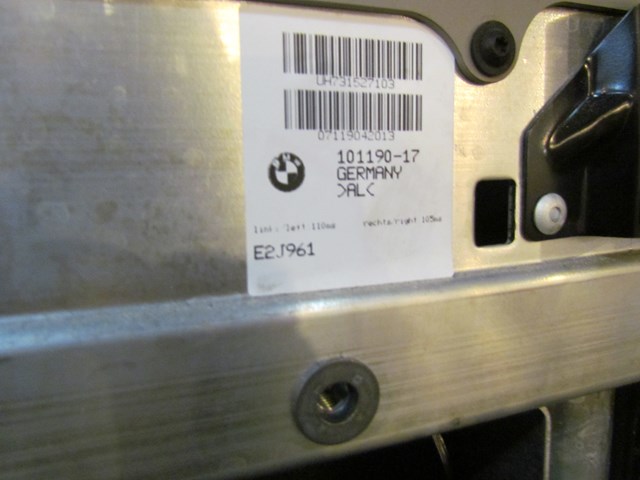 UH731527103
07119042013
BMW
101190-17
GERMANY
>AL<
links/left 110mm rechts/right 105mm
E2J961